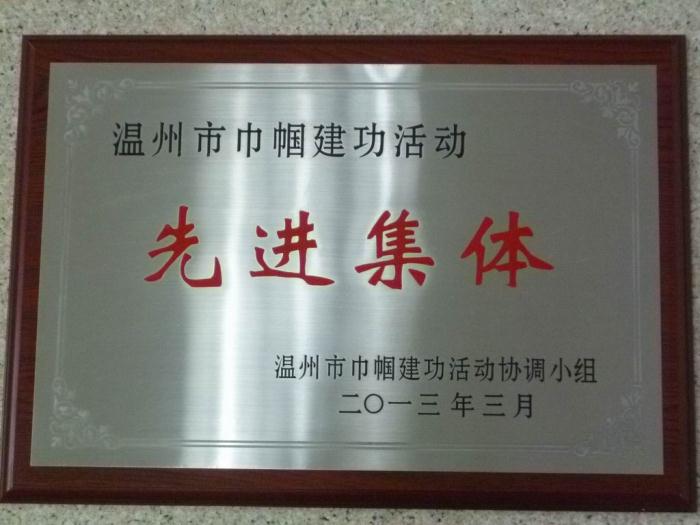 温州市巾帼建功活动
先进集体
温州市巾帼建功活动协调小组
二〇一三年三月